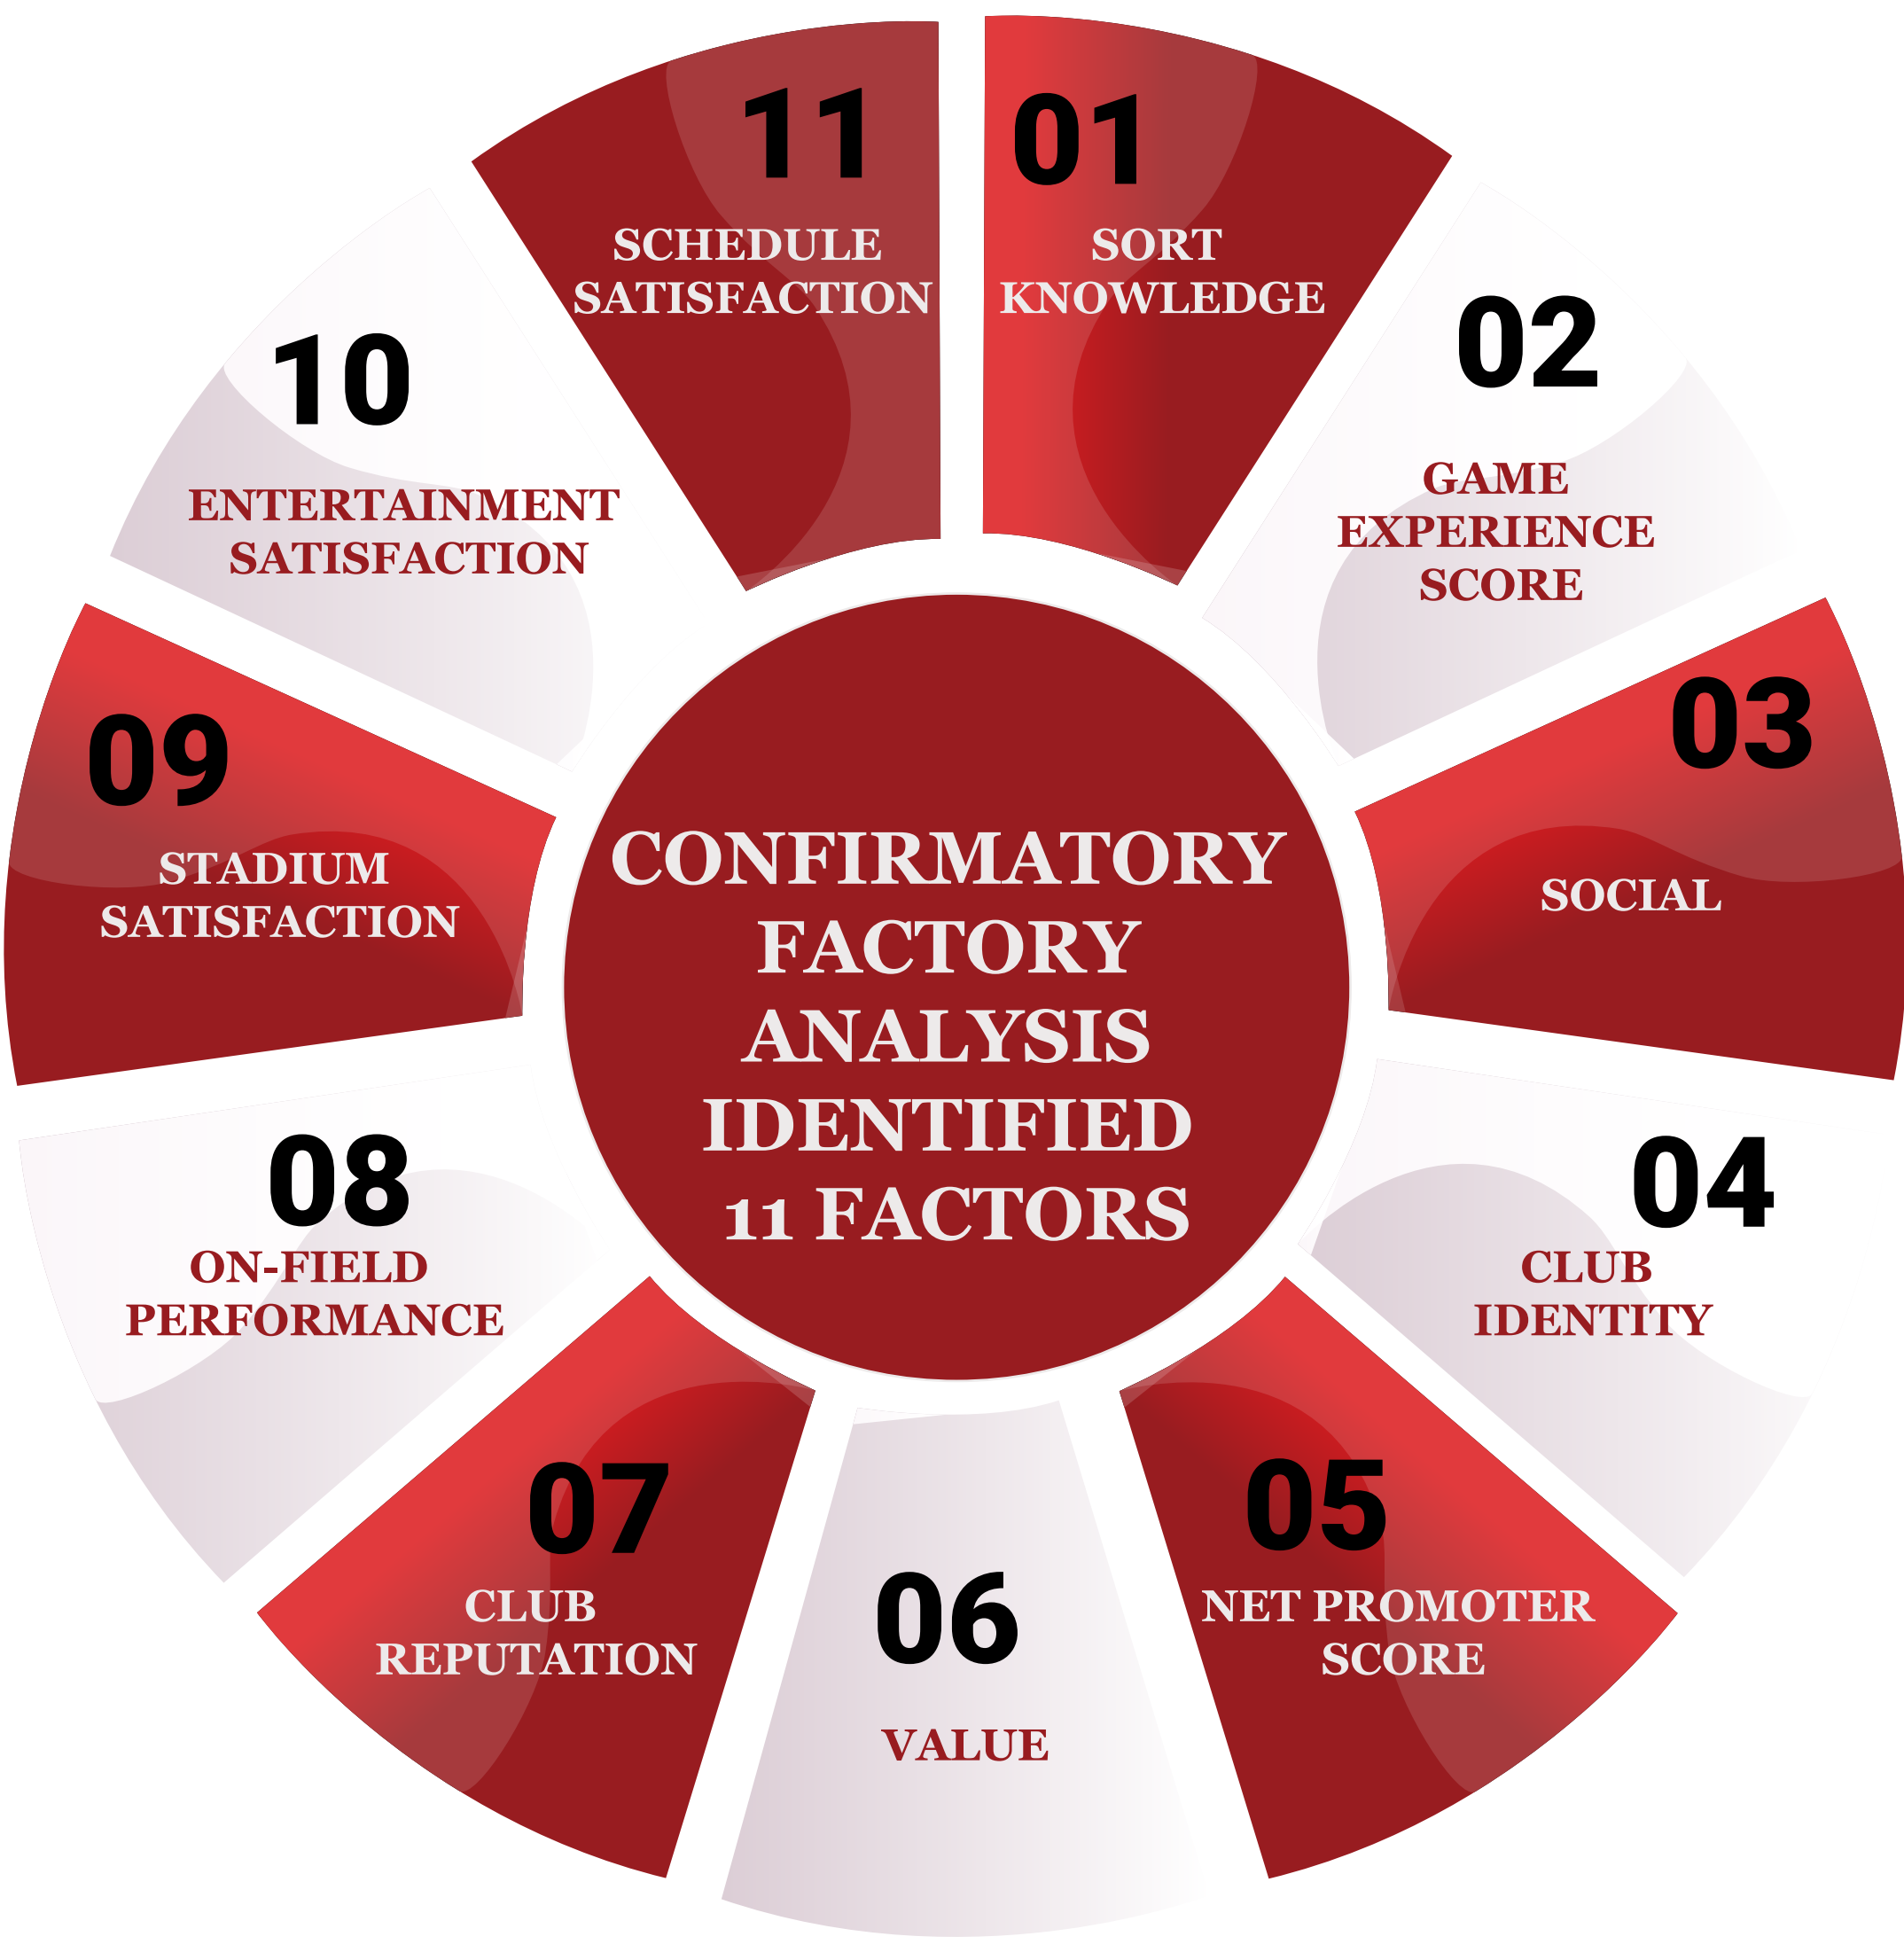 CONFIRMATORY
FACTORY
ANALYSIS
IDENTIFIED
11 FACTORS
01
SORT
KNOWLEDGE
02
GAME
EXPERIENCE
SCORE
03
SOCIAL
04
CLUB
IDENTITY
05
NET PROMOTER
SCORE
06
VALUE
07
CLUB
REPUTATION
08
ON-FIELD
PERFORMANCE
09
STADIUM
SATISFACTION
10
ENTERTAINMENT
SATISFACTION
11
SCHEDULE
SATISFACTION